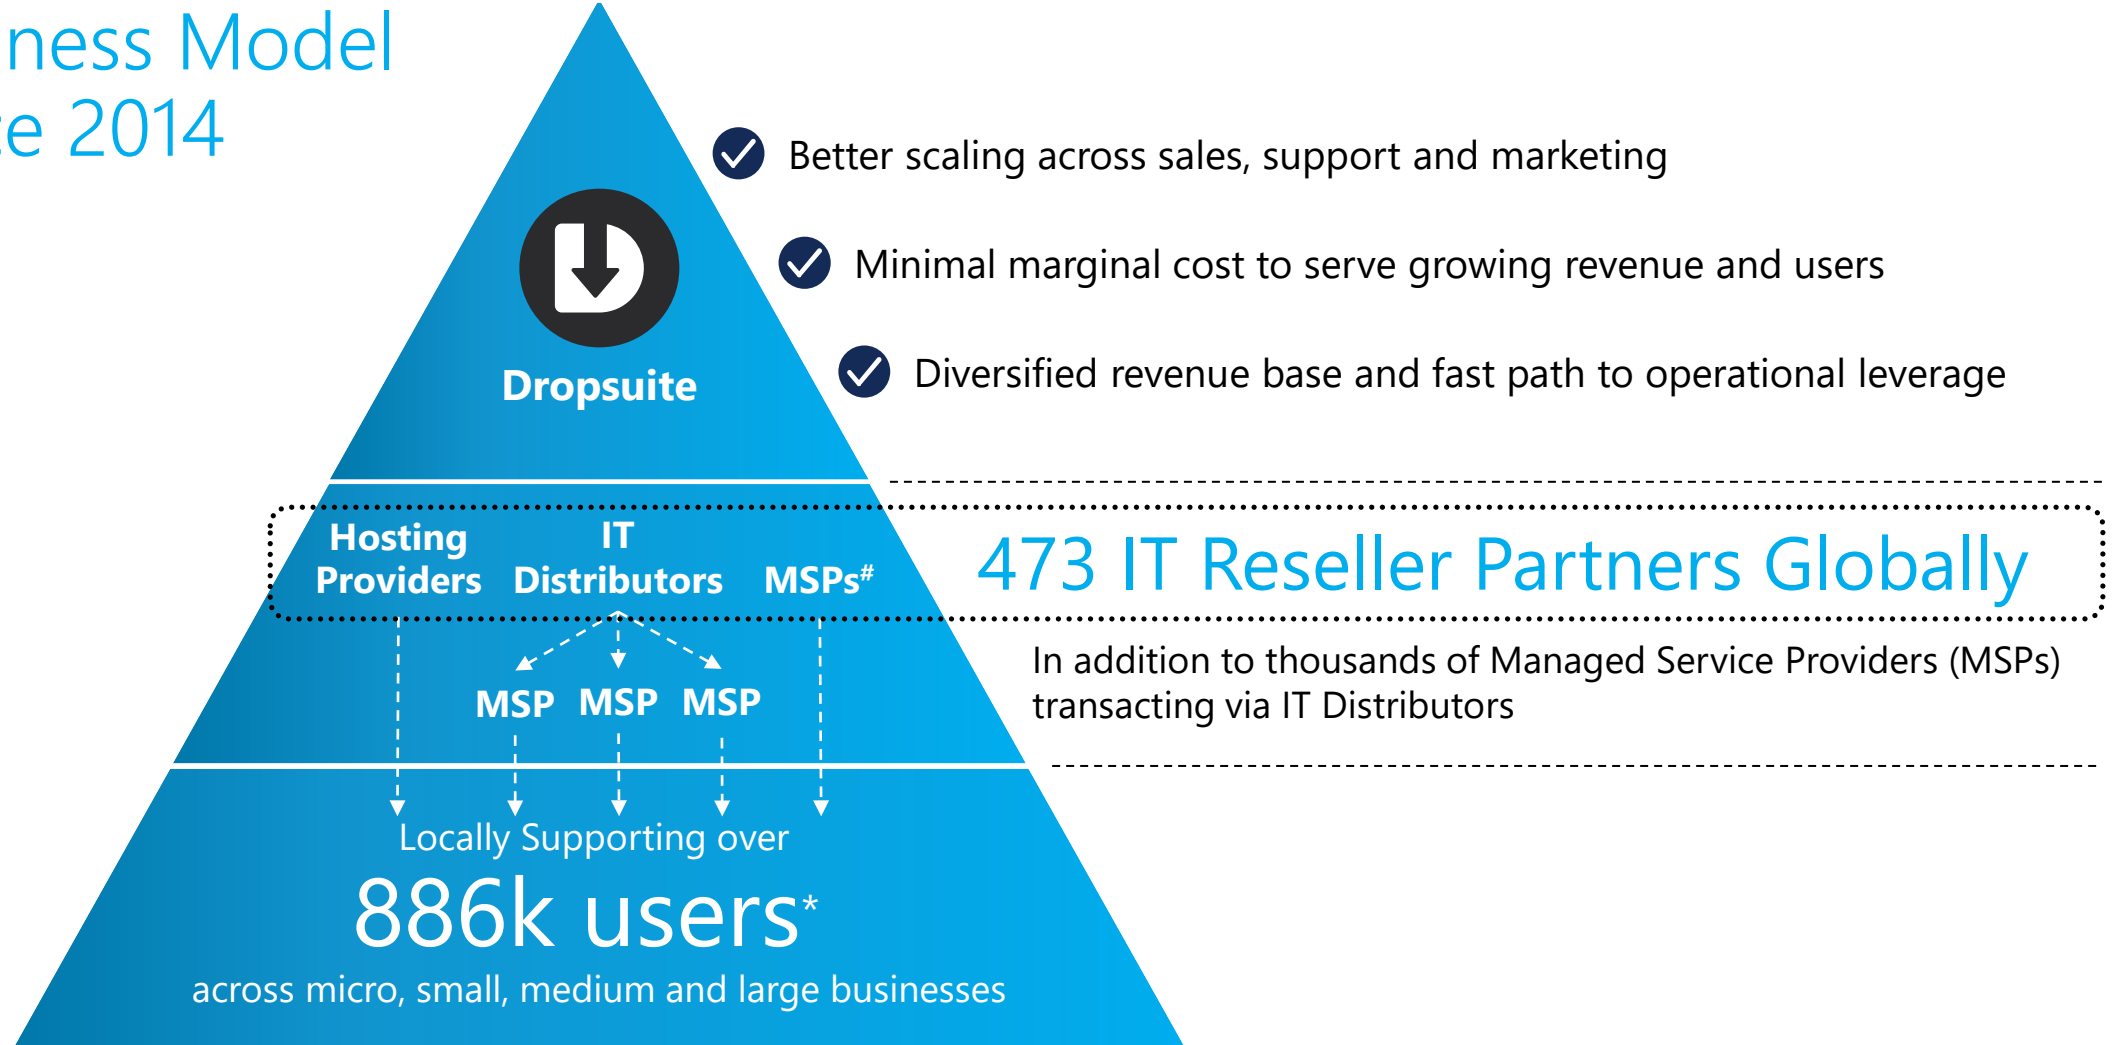 ness Model
ce 2014
Better scaling across sales, support and marketing
Minimal marginal cost to serve growing revenue and users
Dropsuite
Diversified revenue base and fast path to operational leverage
Hosting
Providers
IT
Distributors
MSPs#
473 IT Reseller Partners Globally
In addition to thousands of Managed Service Providers (MSPs)
transacting via IT Distributors
MSP MSP MSP
Locally Supporting over
886k users*
across micro, small, medium and large businesses